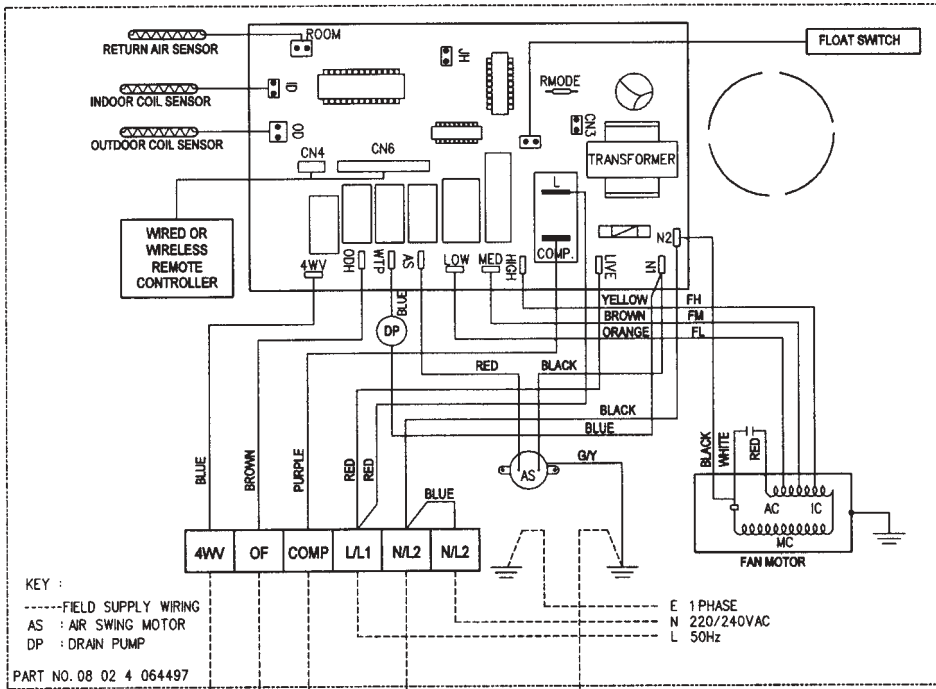 ROOM
RETURN AIR SENSOR
FLOAT SWITCH
JH
RMODE
ID
INDOOR COIL SENSOR
OD
OUTDOOR COIL SENSOR
CN3
CN4
CN6
TRANSFORMER
L
WIRED OR
WIRELESS
REMOTE
CONTROLLER
4WV
ODH
WTP
AS
LOW
MED
HIGH
COMP.
LIVE
N1
N2
BLUE
YELLOW FH
BROWN FM
ORANGE FL
DP
RED
BLACK
BLACK
BLUE
BLUE
BROWN
PURPLE
RED
RED
G/Y
AS
BLUE
BLACK
WHITE
RED
AC
IC
MC
FAN MOTOR
4WV
OF
COMP
L/L1
N/L2
N/L2
KEY :
------FIELD SUPPLY WIRING
AS : AIR SWING MOTOR
DP : DRAIN PUMP
E 1PHASE
N 220/240VAC
L 50Hz
PART NO. 08 02 4 064497